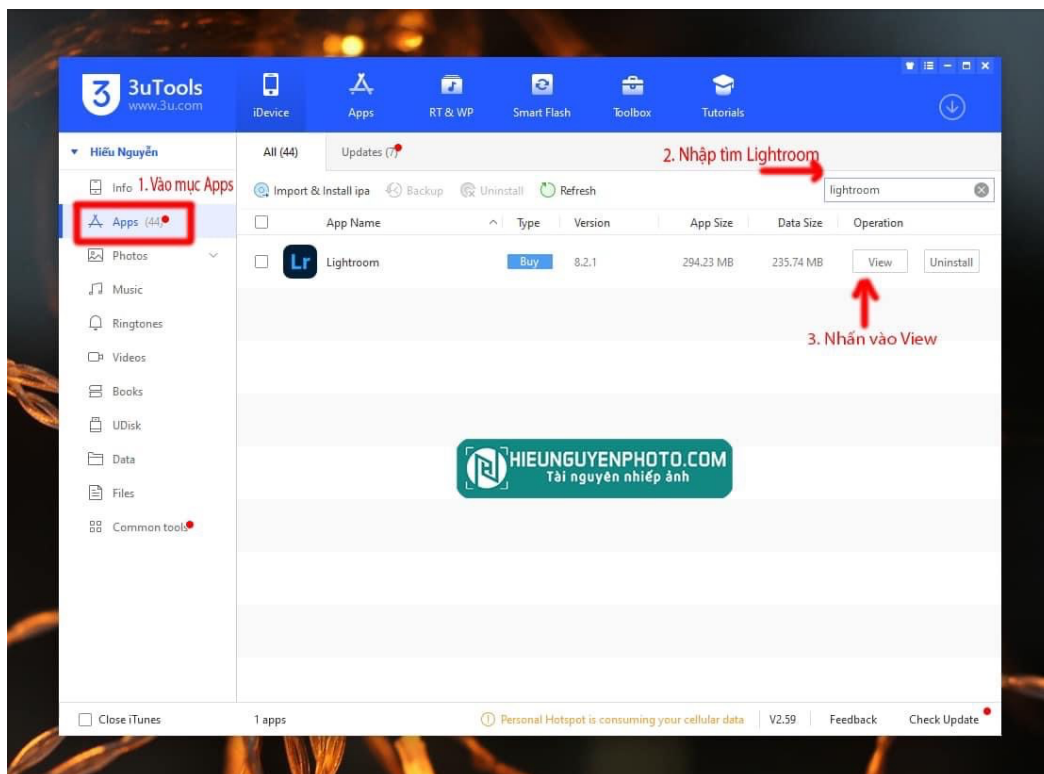 3uTools
www.3u.com
iDevice
Apps
RT & WP
Smart Flash
Toolbox
Tutorials
Hiếu Nguyễn
All (44)
Updates (7)
2. Nhập tìm Lightroom
Info
1. Vào mục Apps
Import & Install ipa
Backup
Uninstall
Refresh
lightroom
Apps (44)
App Name
Type
Version
App Size
Data Size
Operation
Photos
Lr
Lightroom
Buy
8.2.1
294.23 MB
235.74 MB
View
Uninstall
Music
Ringtones
3. Nhấn vào View
Videos
Books
UDisk
Data
HIEUNGUYENPHOTO.COM
Tài nguyên nhiếp ảnh
Files
Common tools
Close iTunes
1 apps
Personal Hotspot is consuming your cellular data
V2.59
Feedback
Check Update